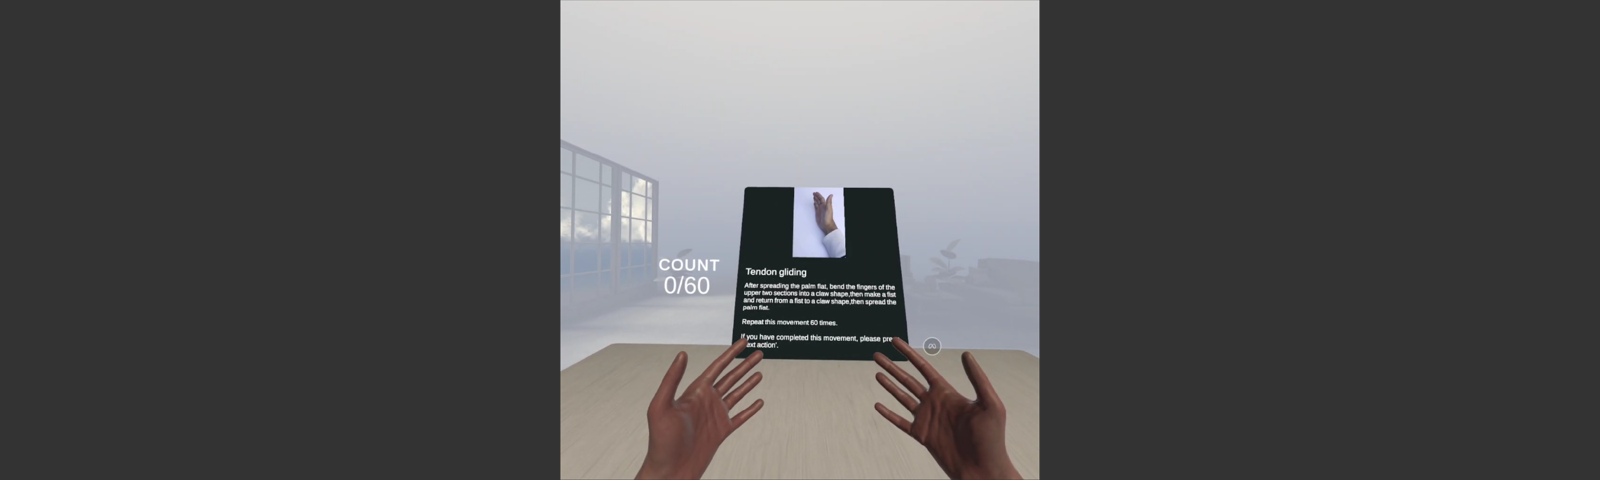 COUNT
0/60
Tendon gliding
After spreading the palm flat, bend the fingers of the
upper two sections into a claw shape,then make a fist
and return from a fist to a claw shape,then spread the
palm flat.
Repeat this movement 60 times.
If you have completed this movement, please
action'.